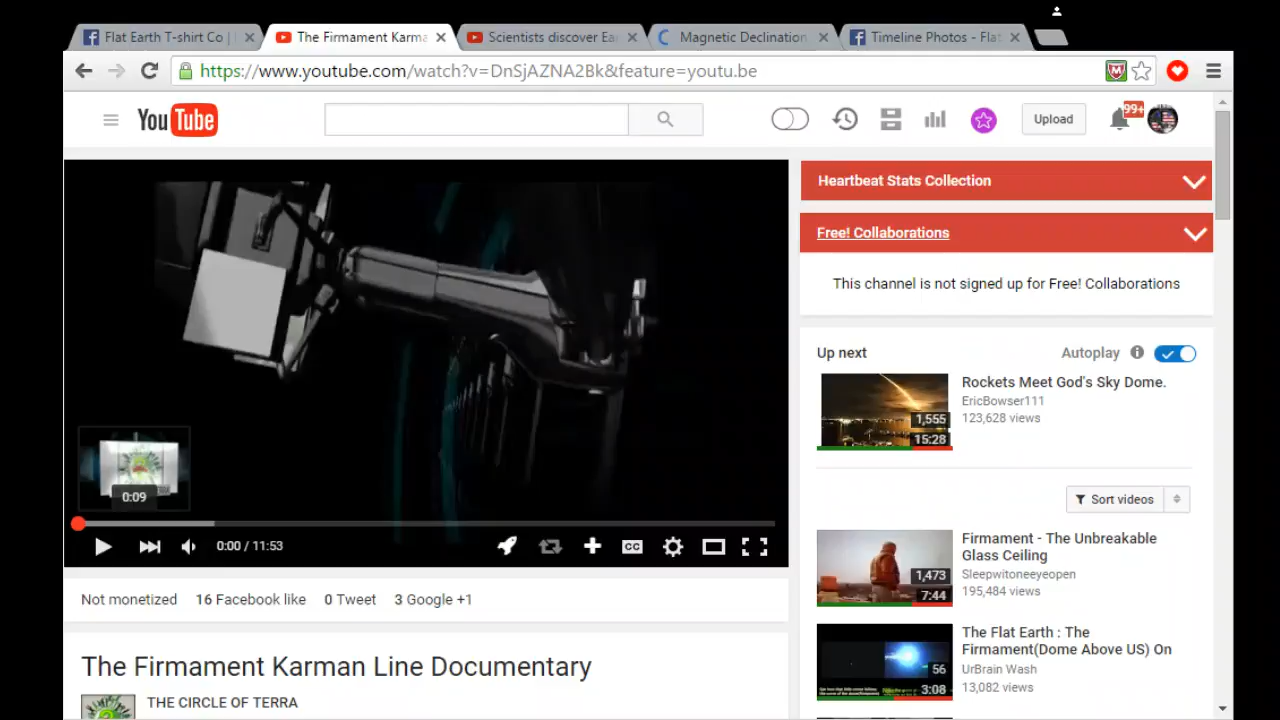 Flat Earth T-shirt Co |
The Firmament Karma
Scientists discover Ea
Magnetic Declination
Timeline Photos - Flat
https://www.youtube.com/watch?v=DnSjAZNA2Bk&feature=youtu.be
YouTube
Upload
99+
Heartbeat Stats Collection
Free! Collaborations
This channel is not signed up for Free! Collaborations
Up next
Autoplay
Rockets Meet God's Sky Dome.
EricBowser111
123,628 views
1,555
15:28
Sort videos
0:09
0:00 / 11:53
CC
Firmament - The Unbreakable
Glass Ceiling
Sleepwitoneeyeopen
195,484 views
1,473
7:44
Not monetized 16 Facebook like 0 Tweet 3 Google +1
The Flat Earth : The
Firmament(Dome Above US) On
UrBrain Wash
13,082 views
56
3:08
The Firmament Karman Line Documentary
THE CIRCLE OF TERRA